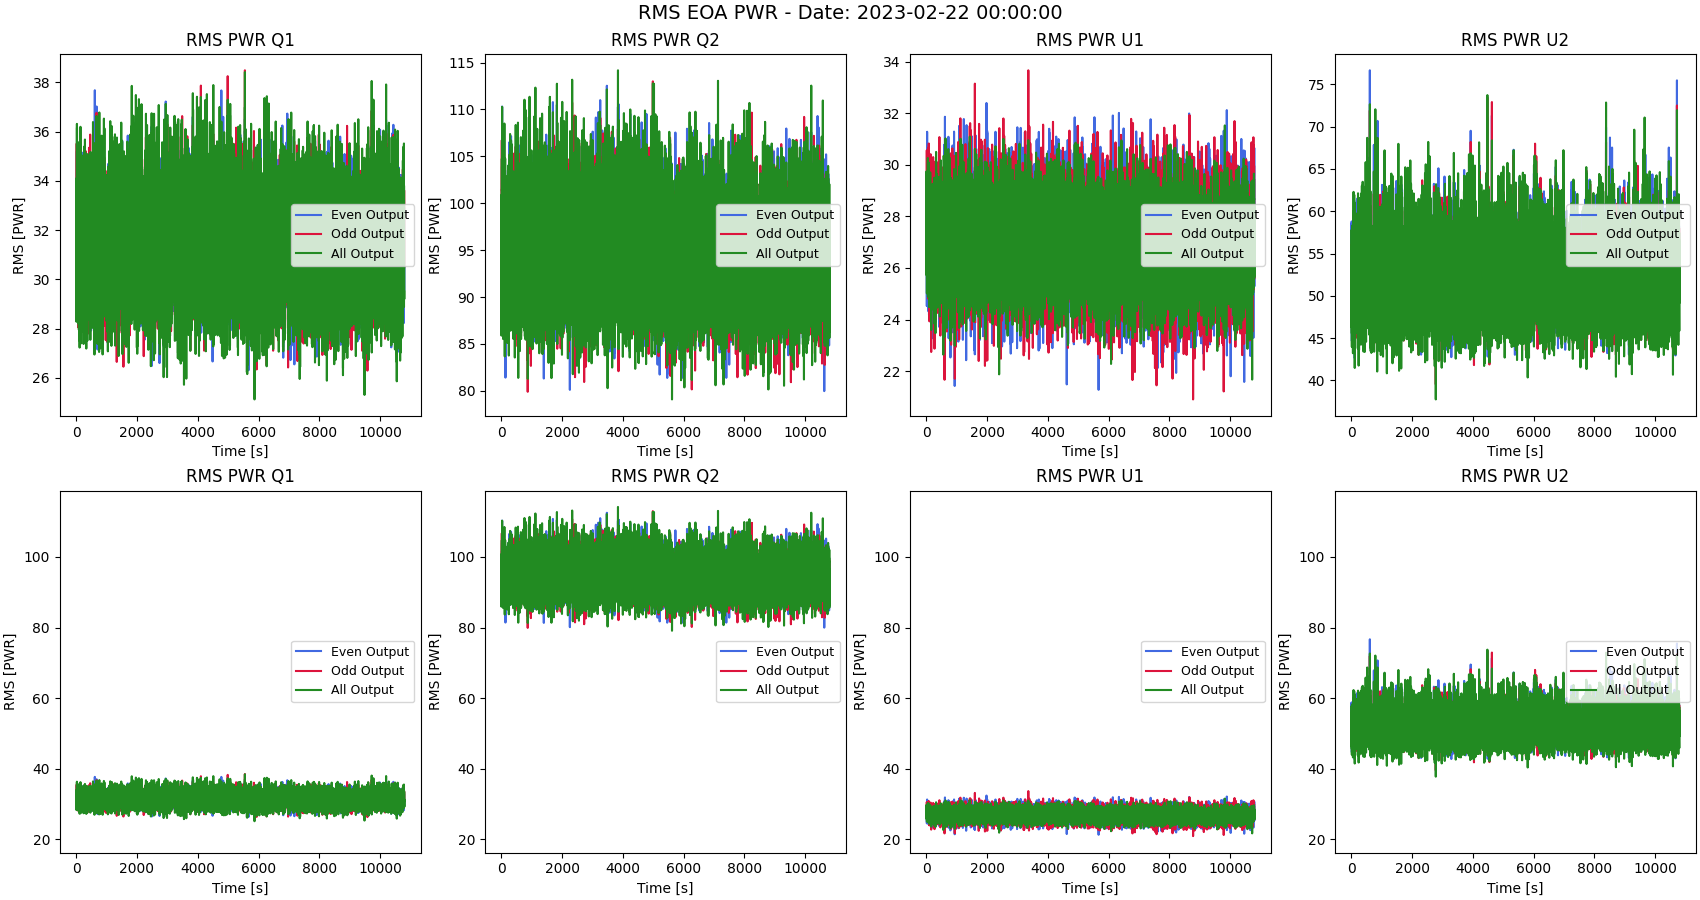 RMS EOA PWR - Date: 2023-02-22 00:00:00
RMS PWR Q1
RMS [PWR]
38
36
34
32
30
28
26
0 2000 4000 6000 8000 10000
Time [s]
Even Output
Odd Output
All Output
RMS PWR Q2
RMS [PWR]
115
110
105
100
95
90
85
80
0 2000 4000 6000 8000 10000
Time [s]
Even Output
Odd Output
All Output
RMS PWR U1
RMS [PWR]
34
32
30
28
26
24
22
0 2000 4000 6000 8000 10000
Time [s]
Even Output
Odd Output
All Output
RMS PWR U2
RMS [PWR]
75
70
65
60
55
50
45
40
0 2000 4000 6000 8000 10000
Time [s]
Even Output
Odd Output
All Output
RMS PWR Q1
RMS [PWR]
100
80
60
40
20
0 2000 4000 6000 8000 10000
Time [s]
Even Output
Odd Output
All Output
RMS PWR Q2
RMS [PWR]
100
80
60
40
20
0 2000 4000 6000 8000 10000
Time [s]
Even Output
Odd Output
All Output
RMS PWR U1
RMS [PWR]
100
80
60
40
20
0 2000 4000 6000 8000 10000
Time [s]
Even Output
Odd Output
All Output
RMS PWR U2
RMS [PWR]
100
80
60
40
20
0 2000 4000 6000 8000 10000
Time [s]
Even Output
Odd Output
All Output